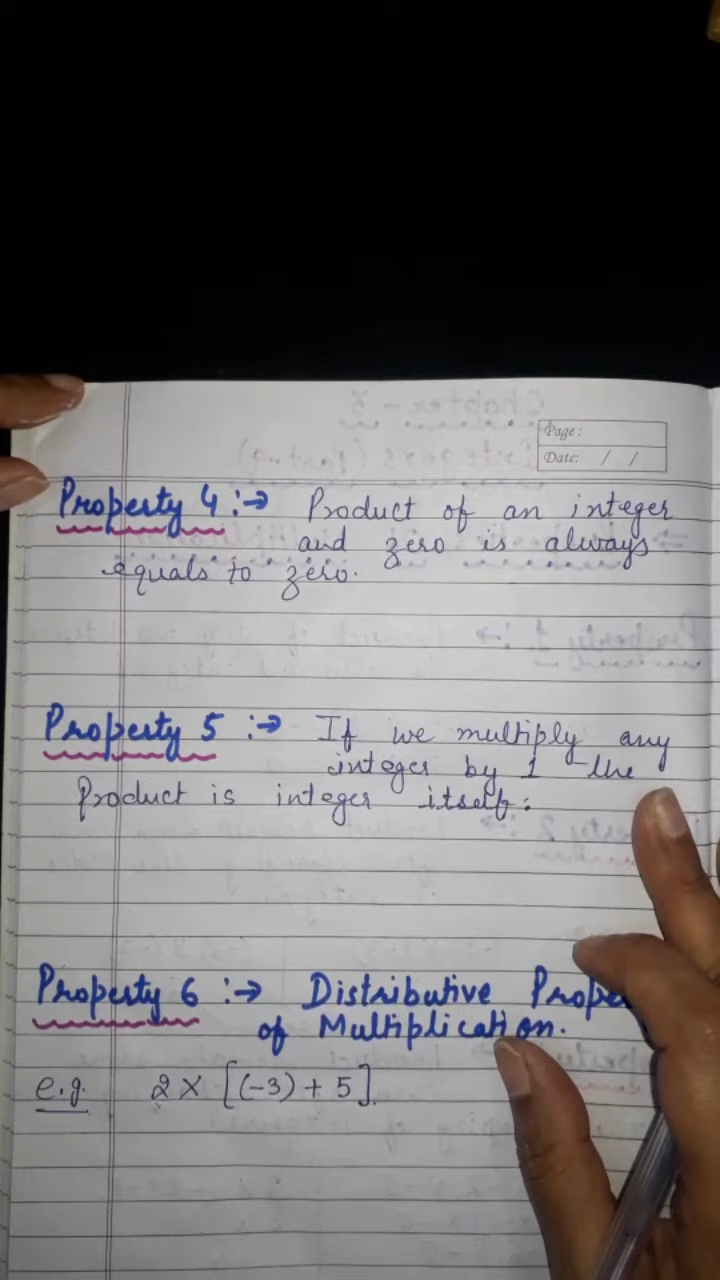 Page:
Date: / /
Property 4 :→ Product of an integer
and zero is always
equals to zero.
Property 5 :→ If we multiply any
integer by 1 the
Product is integer itself.
Property 6 :→ Distributive Prope
of Multiplication.
e.g. 2 × [(-3) + 5].